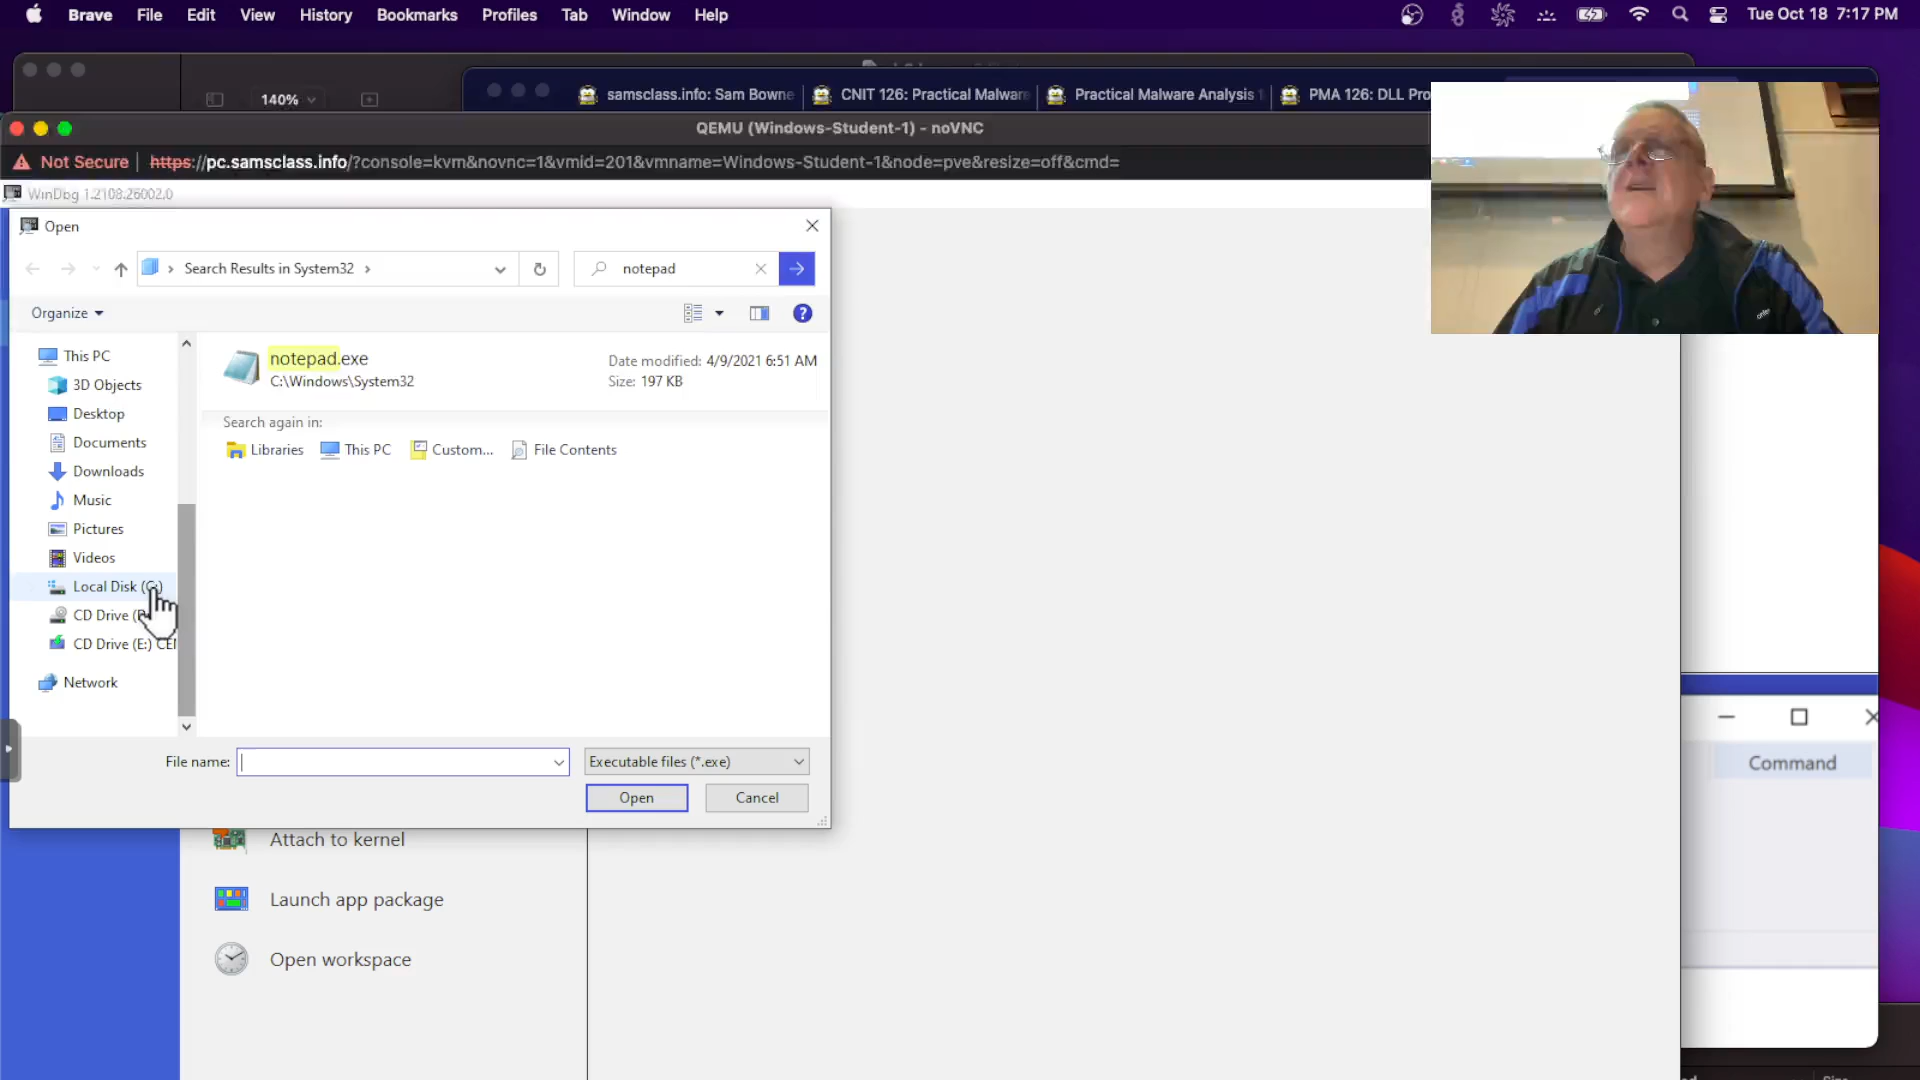 Brave File Edit View History Bookmarks Profiles Tab Window Help
Tue Oct 18 7:17 PM
140%
samsclass.info: Sam Bowne
CNIT 126: Practical Malware
Practical Malware Analysis
PMA 126: DLL Pro
QEMU (Windows-Student-1) - noVNC
Not Secure https://pc.samsclass.info/?console=kvm&novnc=1&vmid=201&vmname=Windows-Student-1&node=pve&resize=off&cmd=
WinDbg 1.2108.26002.0
Open
Search Results in System32
notepad
Organize
This PC
3D Objects
Desktop
Documents
Downloads
Music
Pictures
Videos
Local Disk (C:)
CD Drive (
CD Drive (E:) CE
Network
notepad.exe
C:\Windows\System32
Date modified: 4/9/2021 6:51 AM
Size: 197 KB
Search again in:
Libraries This PC Custom... File Contents
File name:
Executable files (*.exe)
Open Cancel
Attach to kernel
Launch app package
Open workspace
Command